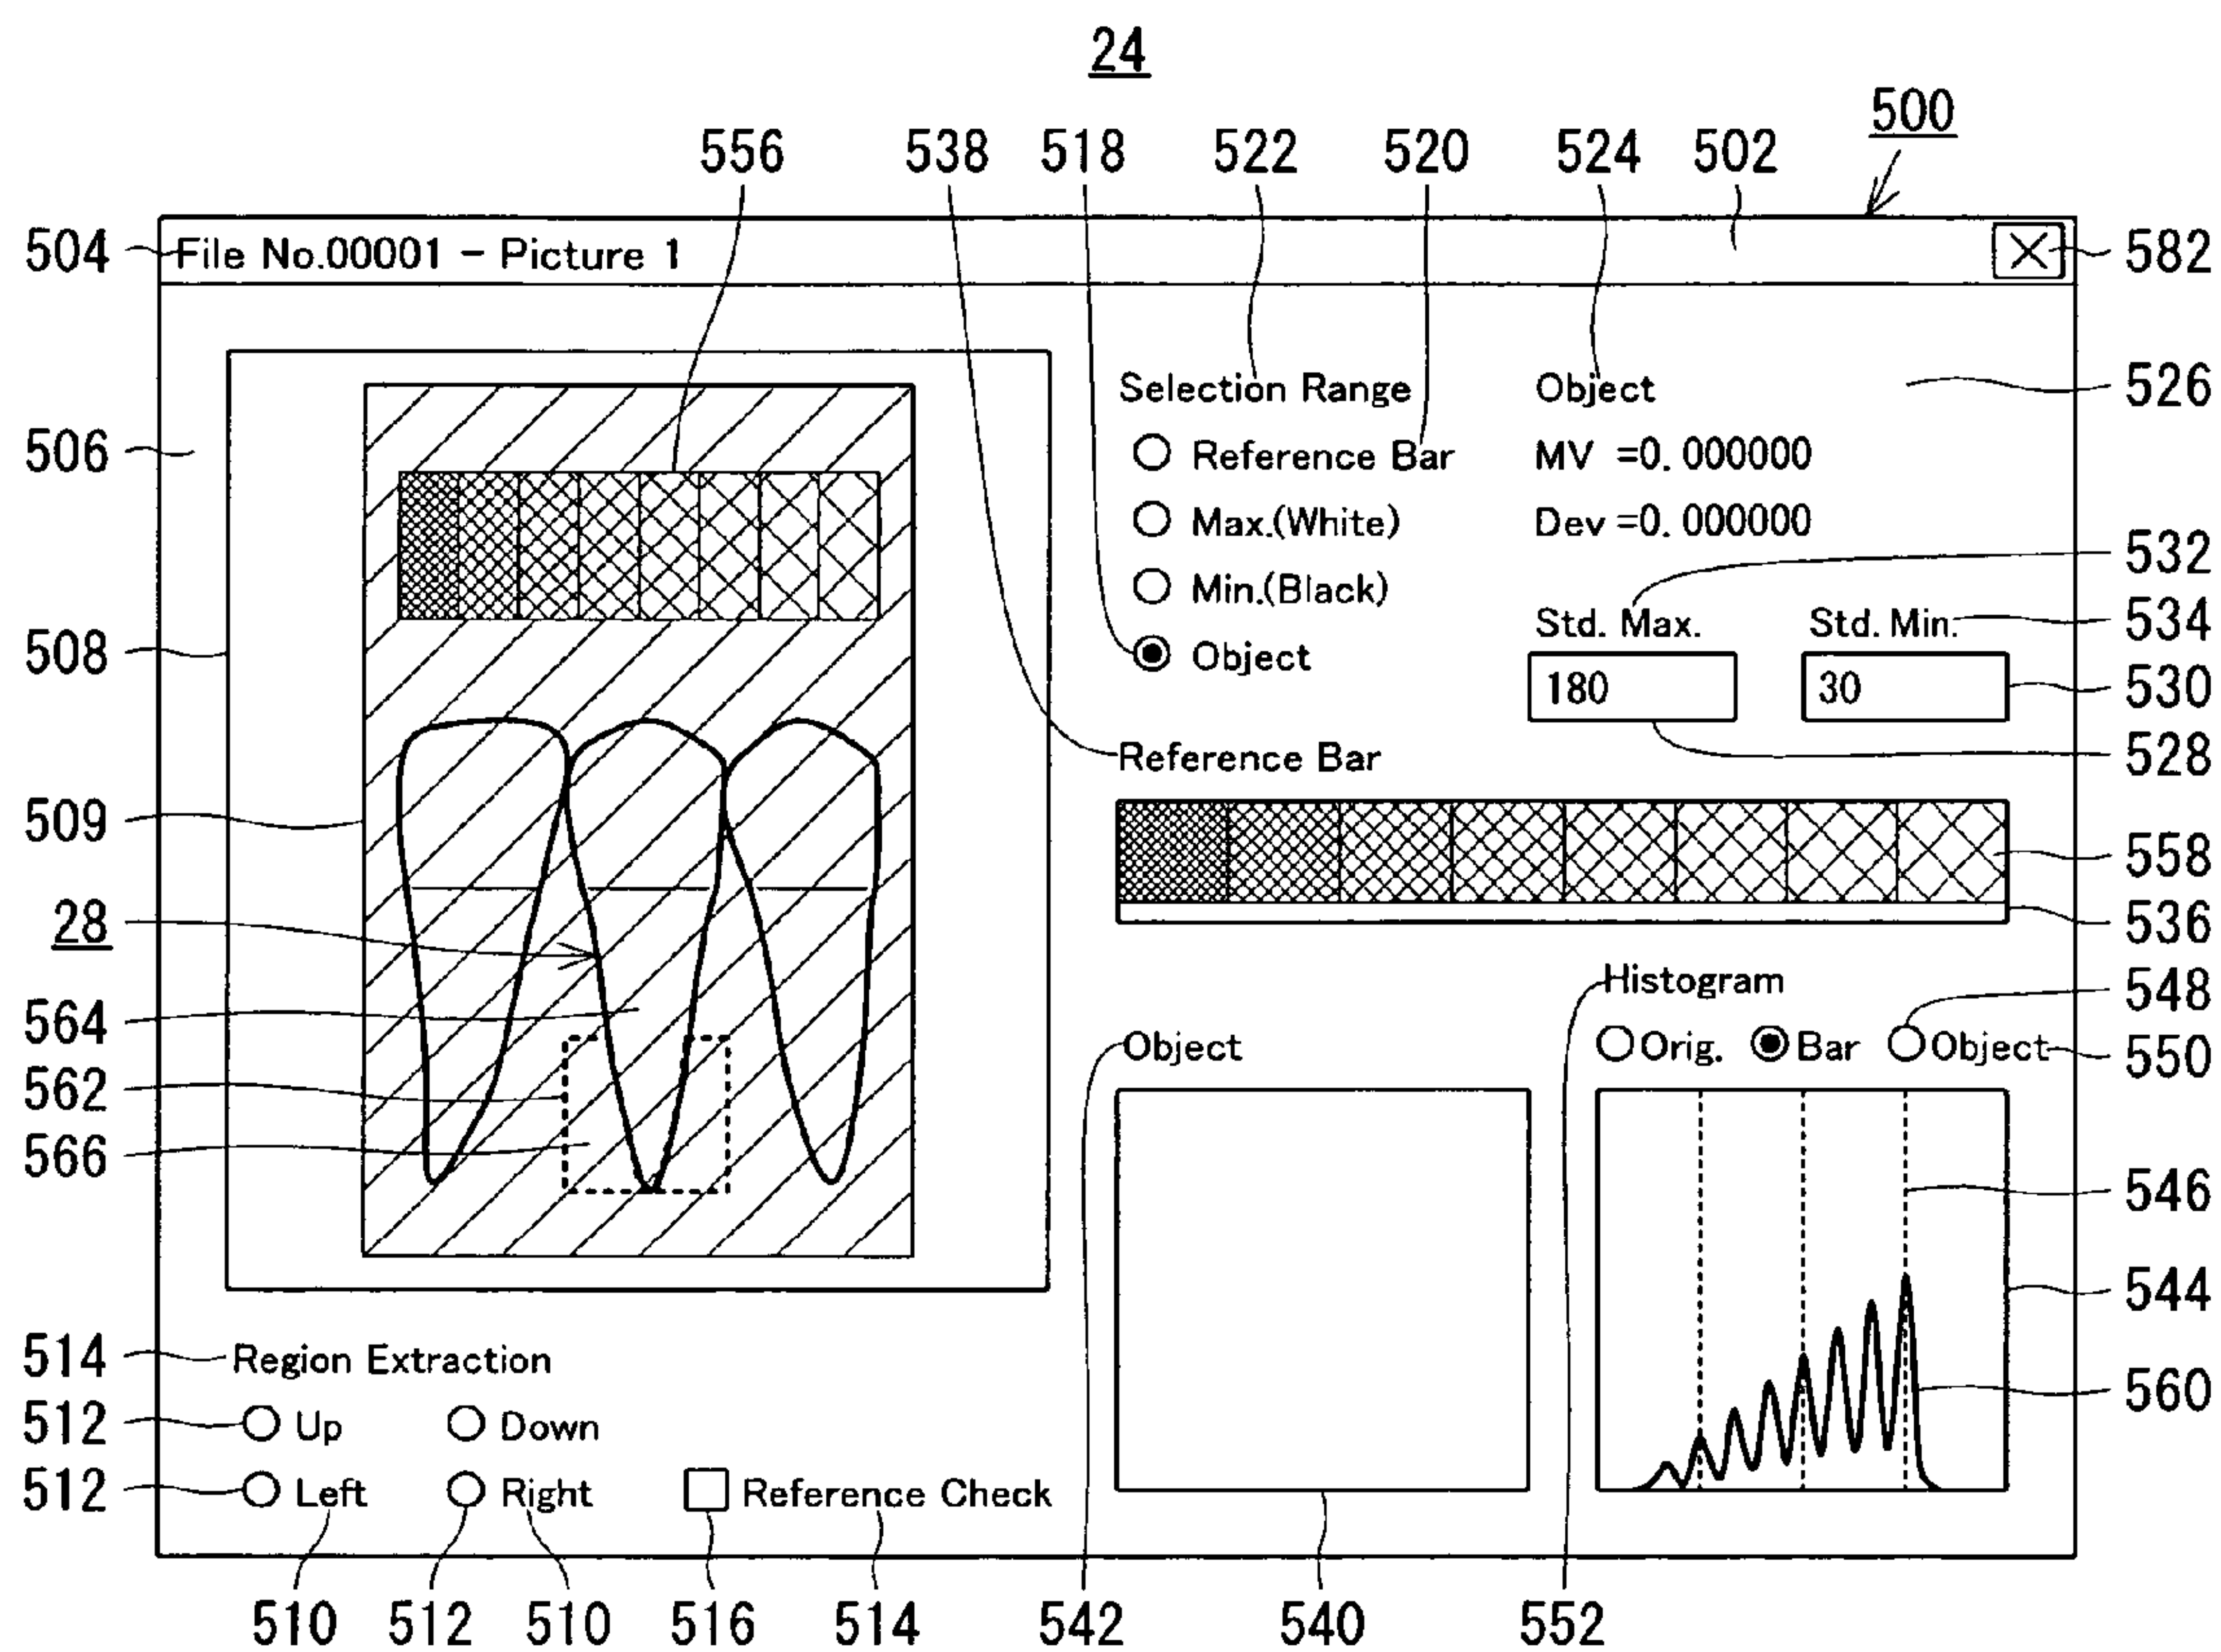 24
500
556 538 518 522 520 524 502
504 File No.00001 - Picture 1 582
Selection Range Object 526
506 Reference Bar MV =0.000000
Max.(White) Dev =0.000000
532
Min.(Black)
Std. Max. Std. Min. 534
508 Object
180 30 530
Reference Bar 528
509
558
28 536
Histogram 548
564
Object Orig. Bar Object 550
562
566
546
544
514 Region Extraction
560
512 Up Down
512 Left Right Reference Check
510 512 510 516 514 542 540 552